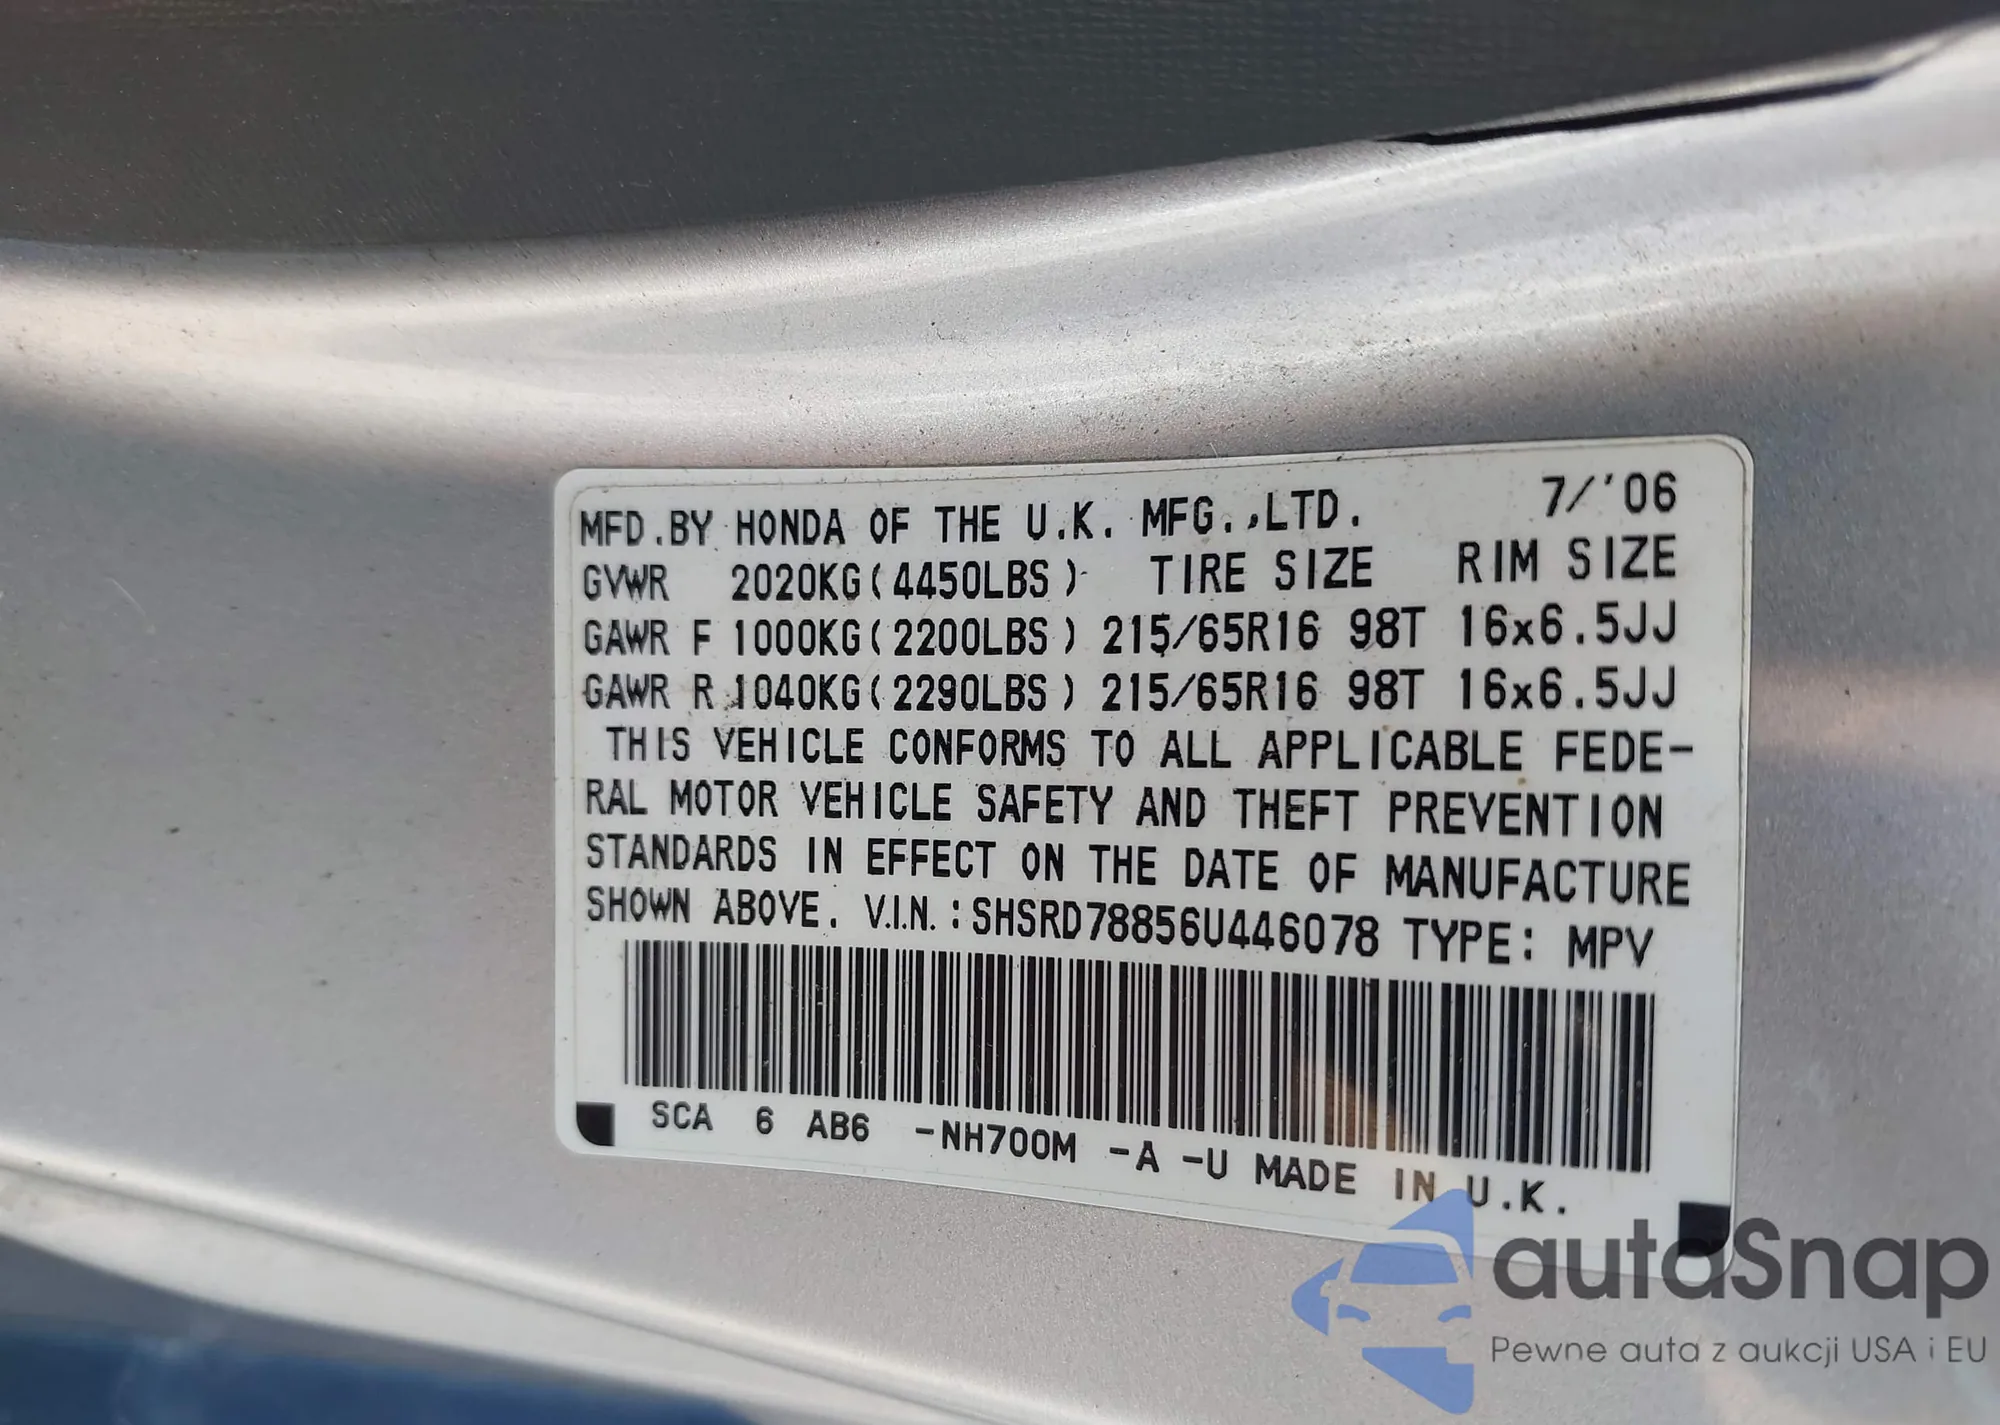 MFD.BY HONDA OF THE U.K. MFG.,LTD. 7/'06
GVWR 2020KG(4450LBS) TIRE SIZE RIM SIZE
GAWR F 1000KG(2200LBS) 215/65R16 98T 16x6.5JJ
GAWR R 1040KG(2290LBS) 215/65R16 98T 16x6.5JJ
THIS VEHICLE CONFORMS TO ALL APPLICABLE FEDE-
RAL MOTOR VEHICLE SAFETY AND THEFT PREVENTION
STANDARDS IN EFFECT ON THE DATE OF MANUFACTURE
SHOWN ABOVE. V.I.N.:SHSRD78856U446078 TYPE: MPV
SCA 6 AB6 -NH700M -A -U MADE IN U.K.
autaSnap
Pewne auta z aukcji USA i EU